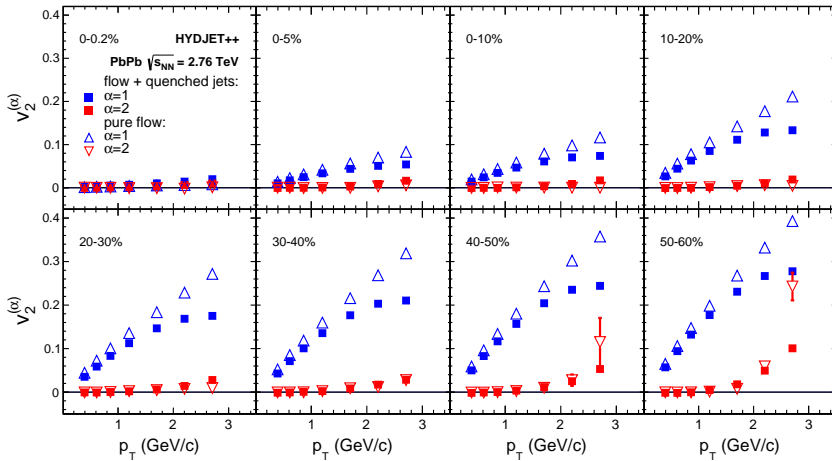 0-0.2%
HYDJET++
PbPb √sNN = 2.76 TeV
flow + quenched jets:
α=1
α=2
pure flow:
α=1
α=2
0-5%
0-10%
10-20%
v2(α)
0.4
0.3
0.2
0.1
0
20-30%
30-40%
40-50%
50-60%
v2(α)
0.4
0.3
0.2
0.1
0
1 2 3 1 2 3 1 2 3 1 2 3
pT (GeV/c) pT (GeV/c) pT (GeV/c) pT (GeV/c)